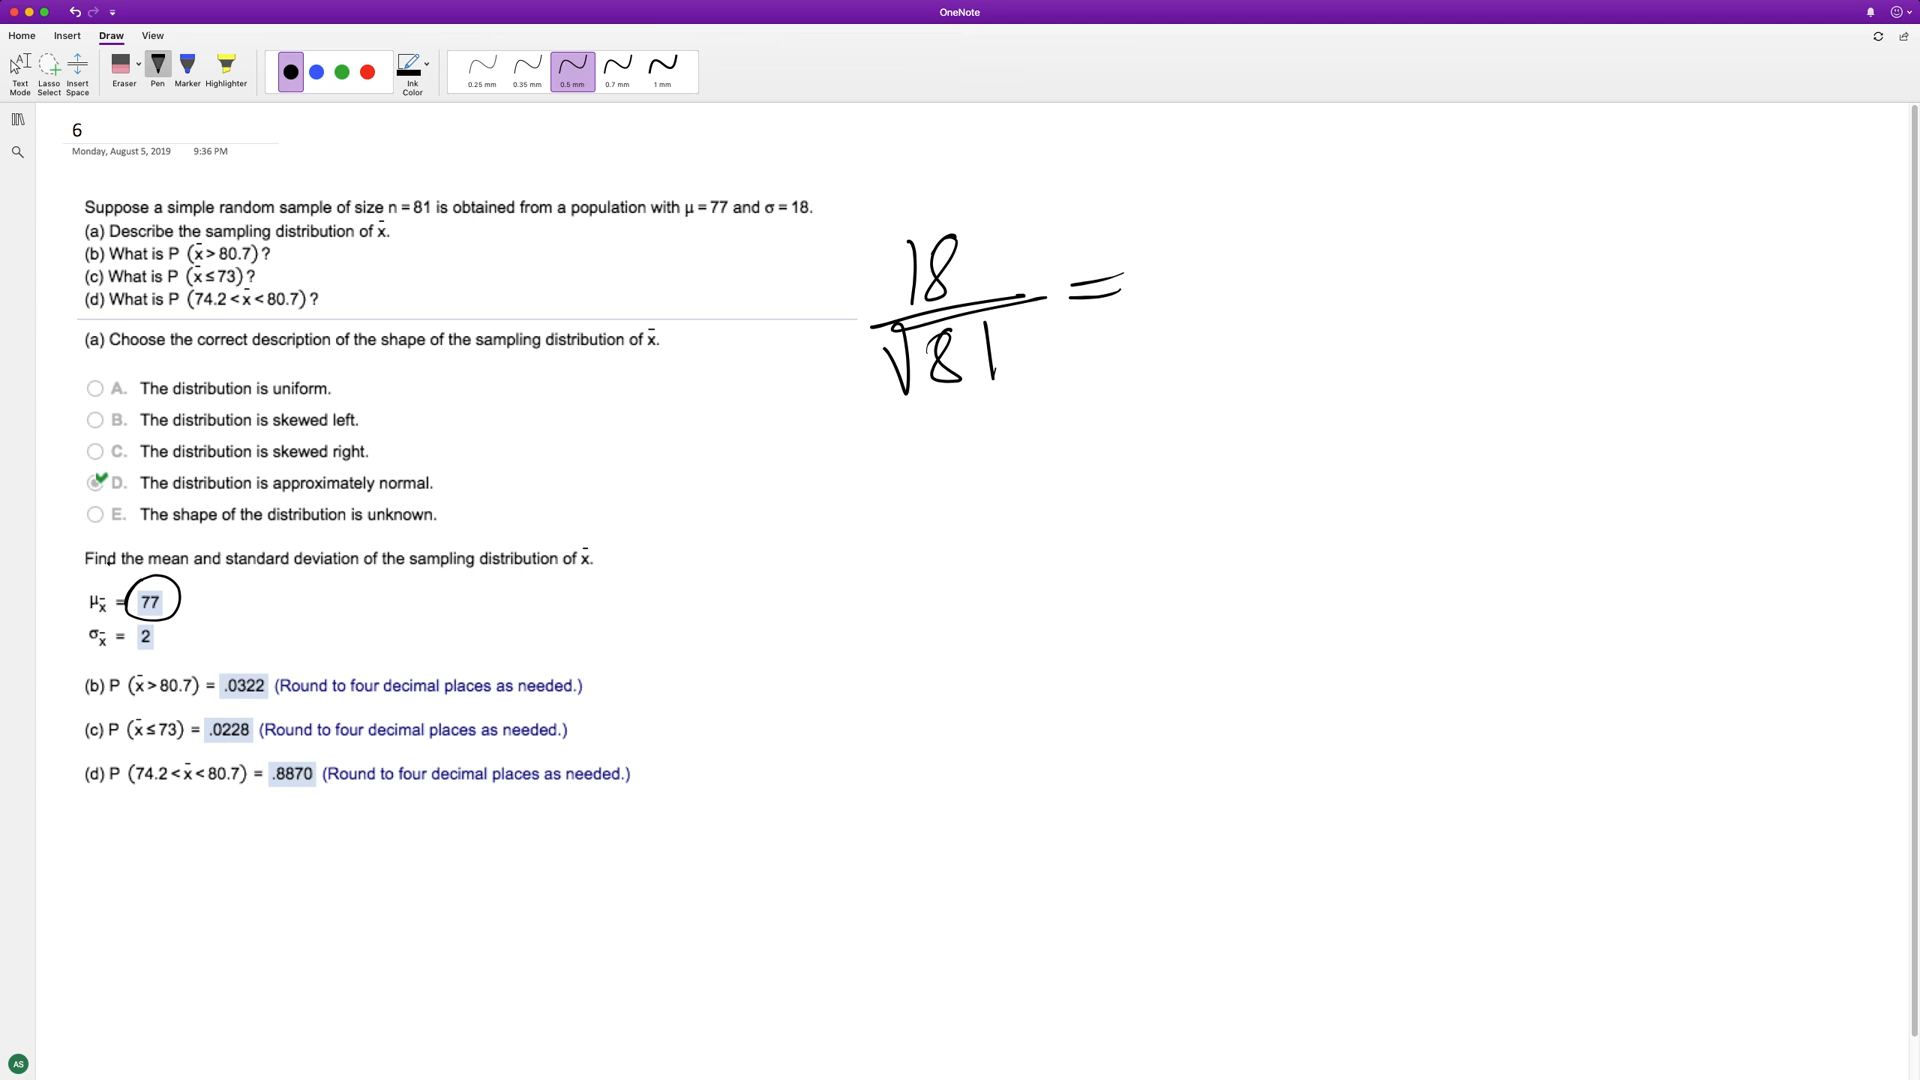 OneNote
Home Insert Draw View
Text Mode
Lasso Select
Insert Space
Eraser
Pen
Marker
Highlighter
Ink Color
0.25 mm
0.35 mm
0.5 mm
0.7 mm
1 mm
6
Monday, August 5, 2019 9:36 PM
Suppose a simple random sample of size n = 81 is obtained from a population with μ = 77 and σ = 18.
(a) Describe the sampling distribution of x̄.
(b) What is P (x̄ > 80.7)?
(c) What is P (x̄ ≤ 73)?
(d) What is P (74.2 < x̄ < 80.7)?
18
√81
=
(a) Choose the correct description of the shape of the sampling distribution of x̄.
A. The distribution is uniform.
B. The distribution is skewed left.
C. The distribution is skewed right.
D. The distribution is approximately normal.
E. The shape of the distribution is unknown.
Find the mean and standard deviation of the sampling distribution of x̄.
μx̄ = 77
σx̄ = 2
(b) P (x̄ > 80.7) = .0322 (Round to four decimal places as needed.)
(c) P (x̄ ≤ 73) = .0228 (Round to four decimal places as needed.)
(d) P (74.2 < x̄ < 80.7) = .8870 (Round to four decimal places as needed.)
AS